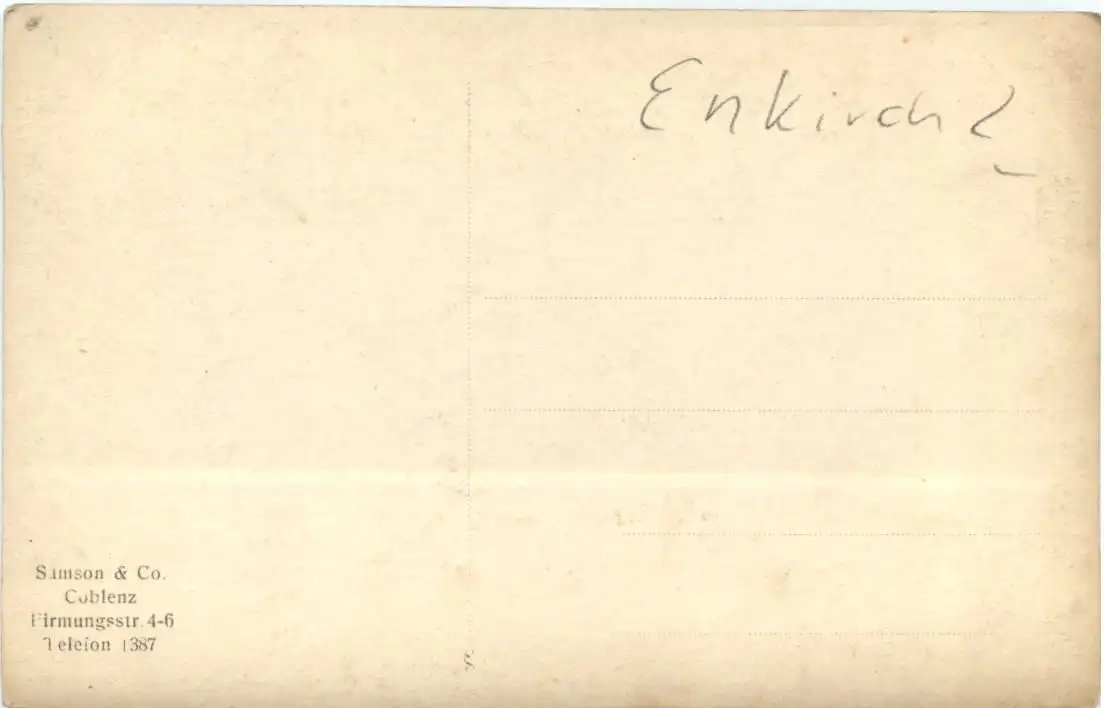 Enkirch ?
Samson & Co.
Coblenz
Firmungsstr. 4-6
Telefon 1387